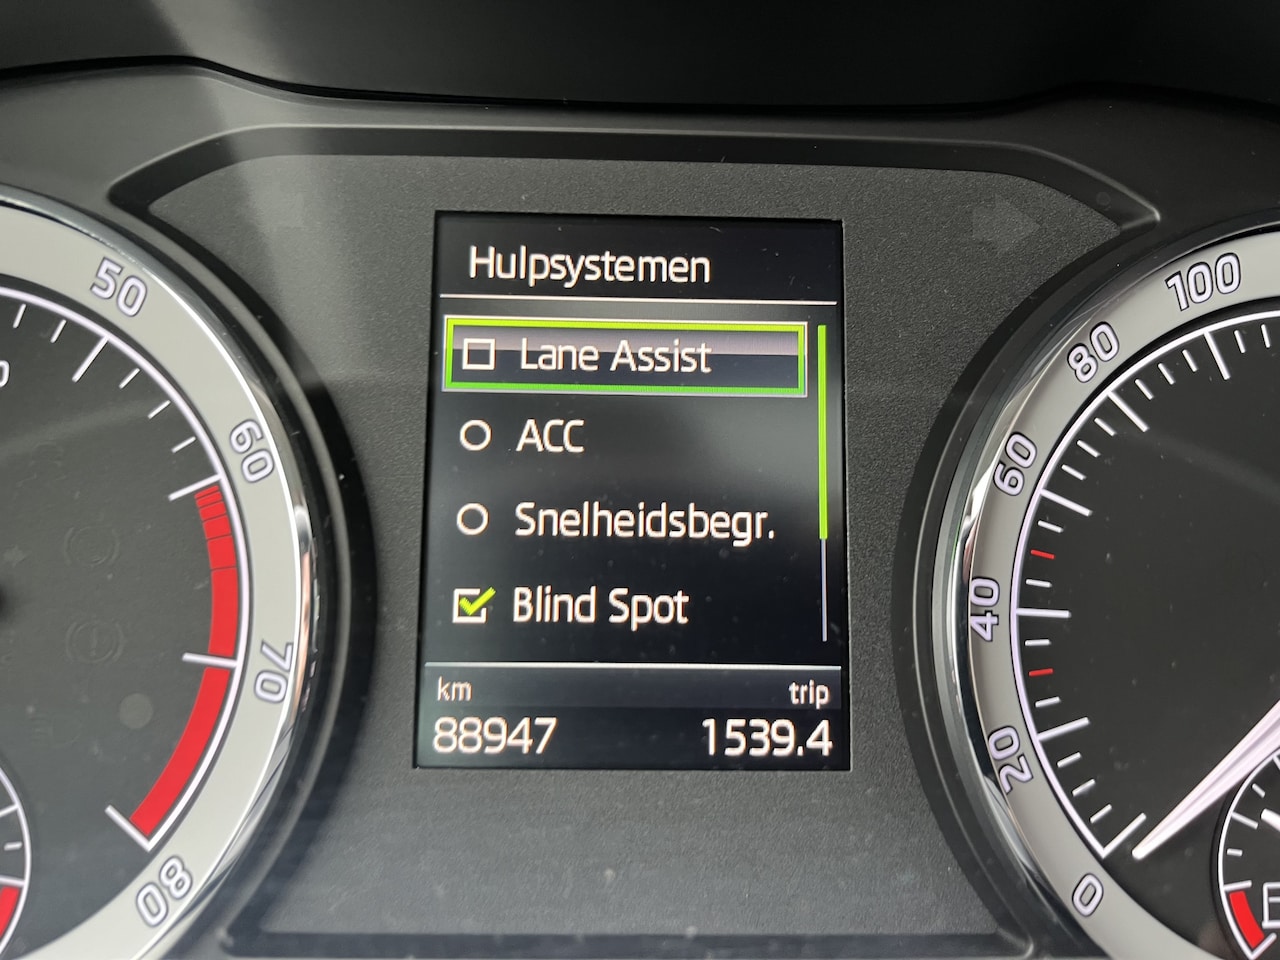 Hulpsystemen
Lane Assist
ACC
Snelheidsbegr.
Blind Spot
km trip
88947 1539.4
50
60
70
80
100
80
60
40
20
0